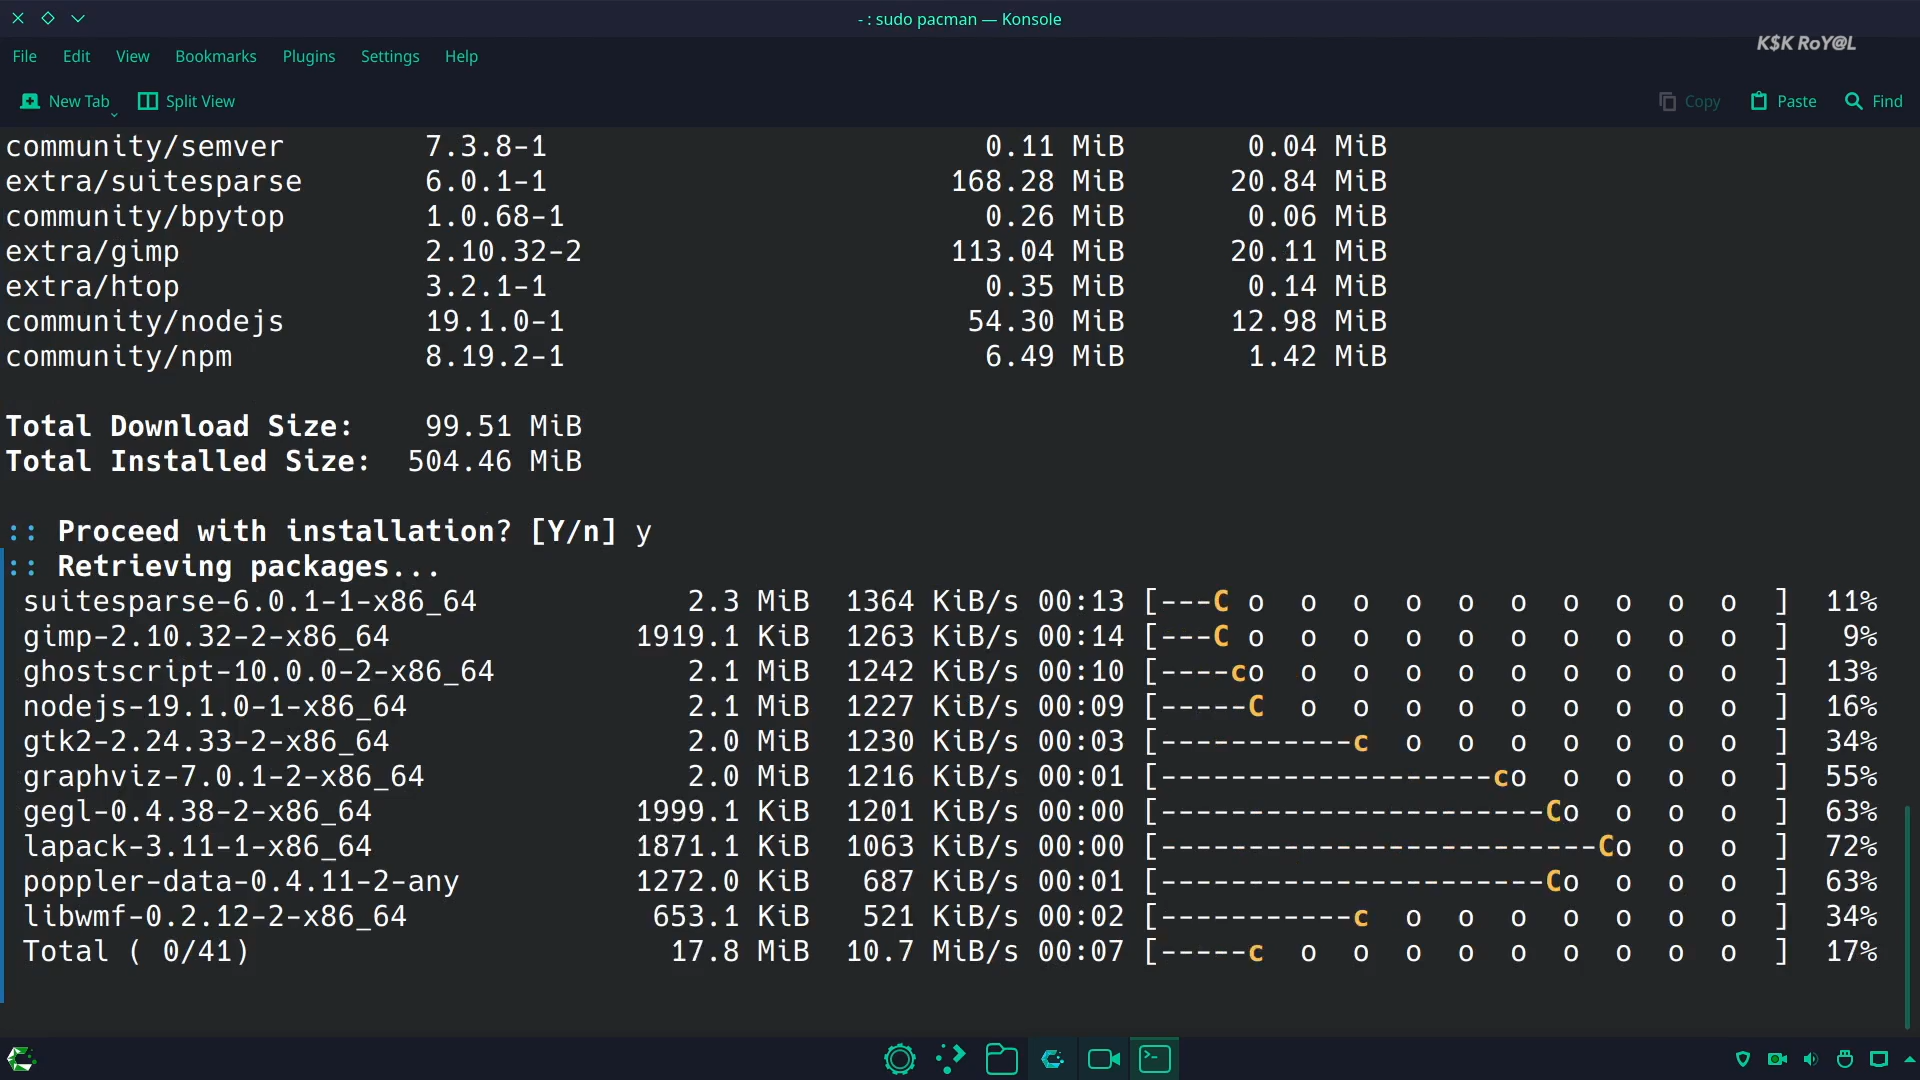 - : sudo pacman — Konsole
K$K RoY@L
File Edit View Bookmarks Plugins Settings Help
New Tab Split View Copy Paste Find
community/semver 7.3.8-1 0.11 MiB 0.04 MiB
extra/suitesparse 6.0.1-1 168.28 MiB 20.84 MiB
community/bpytop 1.0.68-1 0.26 MiB 0.06 MiB
extra/gimp 2.10.32-2 113.04 MiB 20.11 MiB
extra/htop 3.2.1-1 0.35 MiB 0.14 MiB
community/nodejs 19.1.0-1 54.30 MiB 12.98 MiB
community/npm 8.19.2-1 6.49 MiB 1.42 MiB
Total Download Size: 99.51 MiB
Total Installed Size: 504.46 MiB
:: Proceed with installation? [Y/n] y
:: Retrieving packages...
suitesparse-6.0.1-1-x86_64 2.3 MiB 1364 KiB/s 00:13 [---C o o o o o o o o o o ] 11%
gimp-2.10.32-2-x86_64 1919.1 KiB 1263 KiB/s 00:14 [---C o o o o o o o o o o ] 9%
ghostscript-10.0.0-2-x86_64 2.1 MiB 1242 KiB/s 00:10 [----co o o o o o o o o o ] 13%
nodejs-19.1.0-1-x86_64 2.1 MiB 1227 KiB/s 00:09 [-----C o o o o o o o o o ] 16%
gtk2-2.24.33-2-x86_64 2.0 MiB 1230 KiB/s 00:03 [-----------c o o o o o o o ] 34%
graphviz-7.0.1-2-x86_64 2.0 MiB 1216 KiB/s 00:01 [-------------------co o o o o ] 55%
gegl-0.4.38-2-x86_64 1999.1 KiB 1201 KiB/s 00:00 [----------------------Co o o o ] 63%
lapack-3.11-1-x86_64 1871.1 KiB 1063 KiB/s 00:00 [-------------------------Co o o ] 72%
poppler-data-0.4.11-2-any 1272.0 KiB 687 KiB/s 00:01 [----------------------Co o o o ] 63%
libwmf-0.2.12-2-x86_64 653.1 KiB 521 KiB/s 00:02 [-----------c o o o o o o o ] 34%
Total ( 0/41) 17.8 MiB 10.7 MiB/s 00:07 [-----c o o o o o o o o o ] 17%